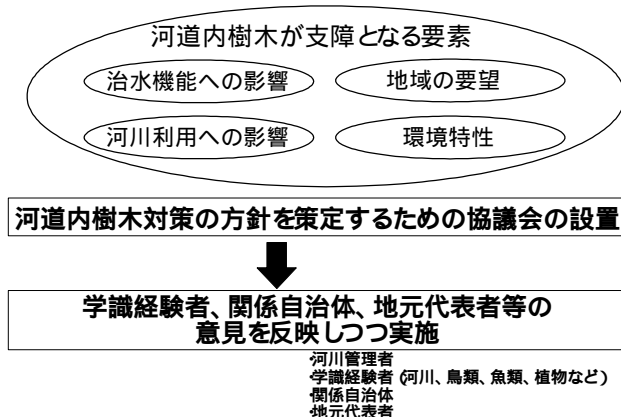 河道内樹木が支障となる要素
治水機能への影響
地域の要望
河川利用への影響
環境特性
河道内樹木対策の方針を策定するための協議会の設置
学識経験者、関係自治体、地元代表者等の
意見を反映しつつ実施
・河川管理者
・学識経験者（河川、鳥類、魚類、植物など）
・関係自治体
・地元代表者